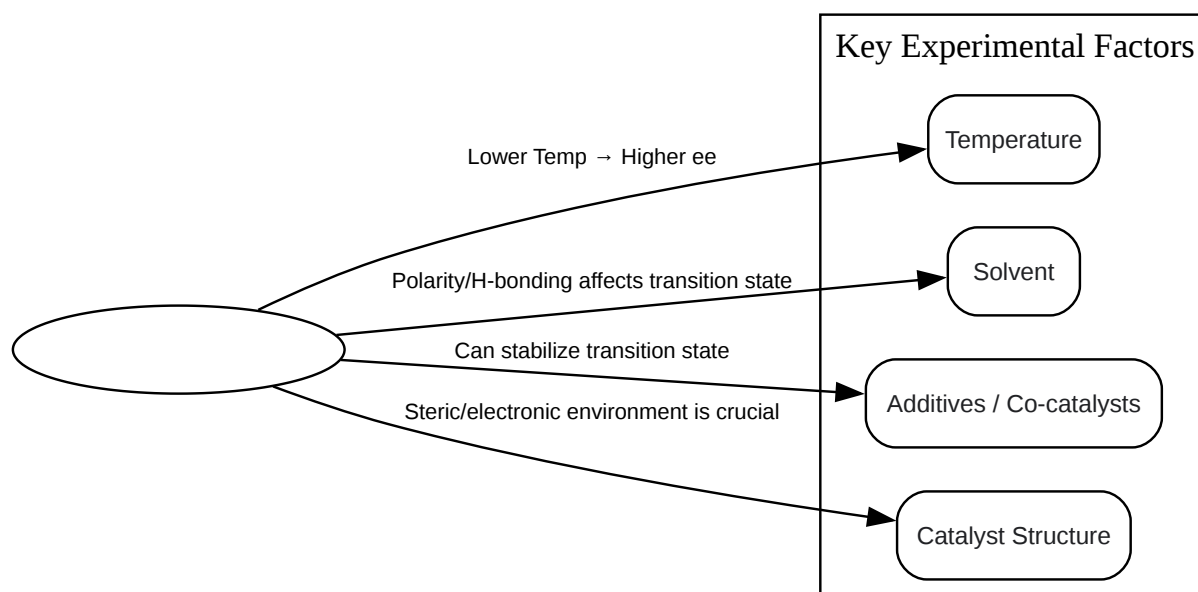 Key Experimental Factors
Lower Temp → Higher ee
Temperature
Polarity/H-bonding affects transition state
Solvent
Can stabilize transition state
Additives / Co-catalysts
Steric/electronic environment is crucial
Catalyst Structure